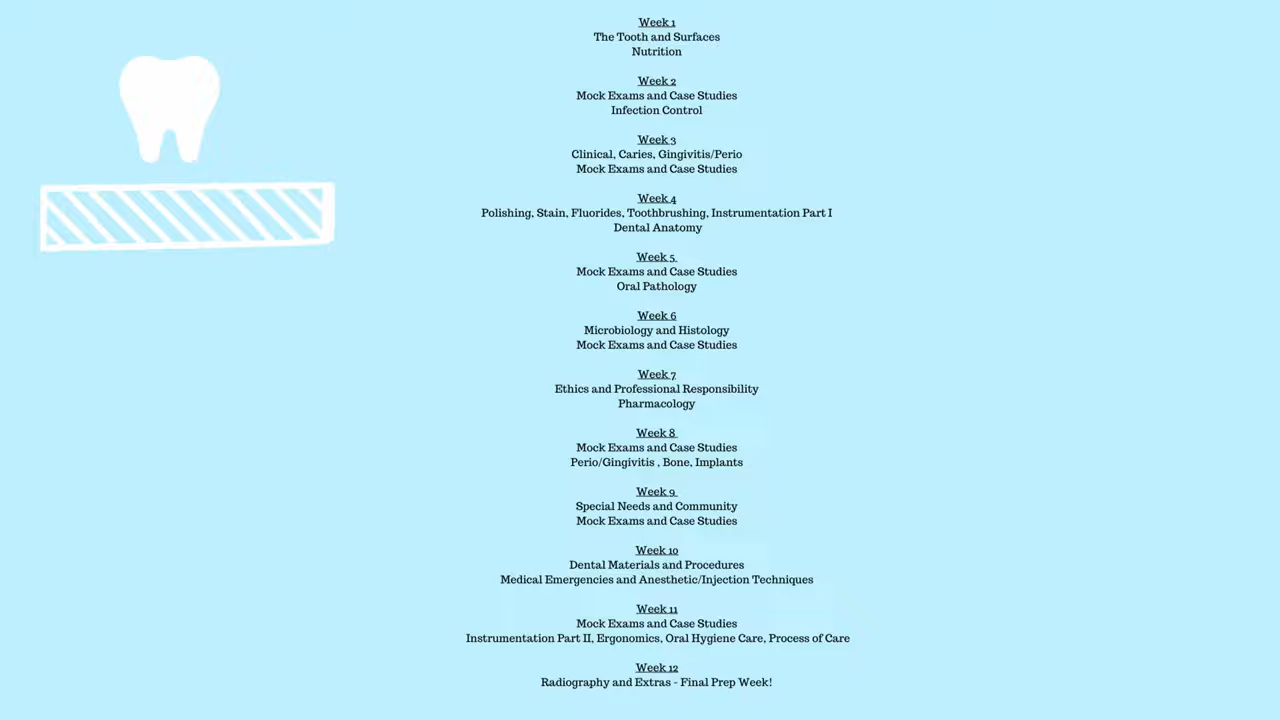 Week 1
The Tooth and Surfaces
Nutrition
Week 2
Mock Exams and Case Studies
Infection Control
Week 3
Clinical, Caries, Gingivitis/Perio
Mock Exams and Case Studies
Week 4
Polishing, Stain, Fluorides, Toothbrushing, Instrumentation Part I
Dental Anatomy
Week 5
Mock Exams and Case Studies
Oral Pathology
Week 6
Microbiology and Histology
Mock Exams and Case Studies
Week 7
Ethics and Professional Responsibility
Pharmacology
Week 8
Mock Exams and Case Studies
Perio/Gingivitis , Bone, Implants
Week 9
Special Needs and Community
Mock Exams and Case Studies
Week 10
Dental Materials and Procedures
Medical Emergencies and Anesthetic/Injection Techniques
Week 11
Mock Exams and Case Studies
Instrumentation Part II, Ergonomics, Oral Hygiene Care, Process of Care
Week 12
Radiography and Extras - Final Prep Week!